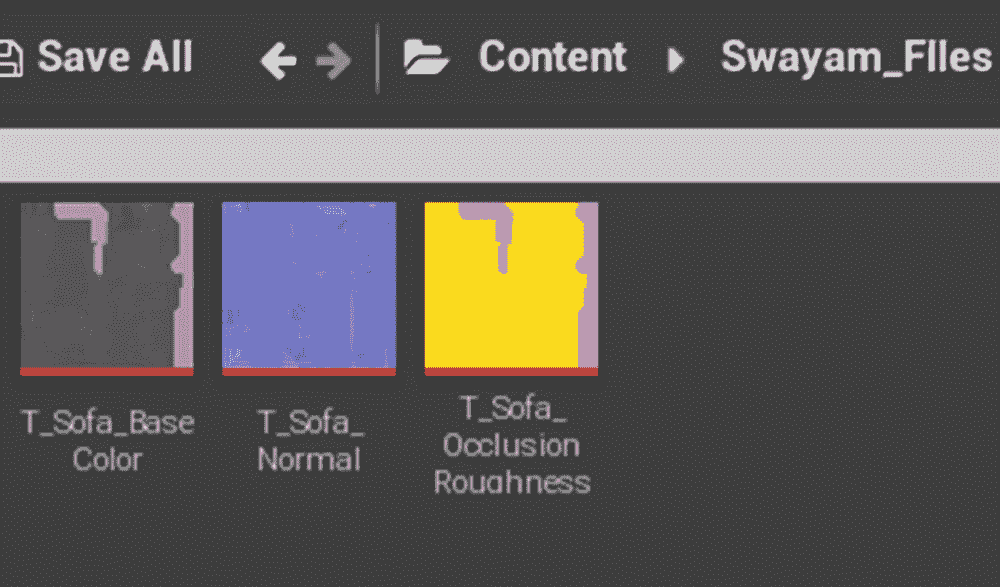 Save All
Content
Swayam_FIles
T_Sofa_Base
Color
T_Sofa_
Normal
T_Sofa_
Occlusion
Roughness